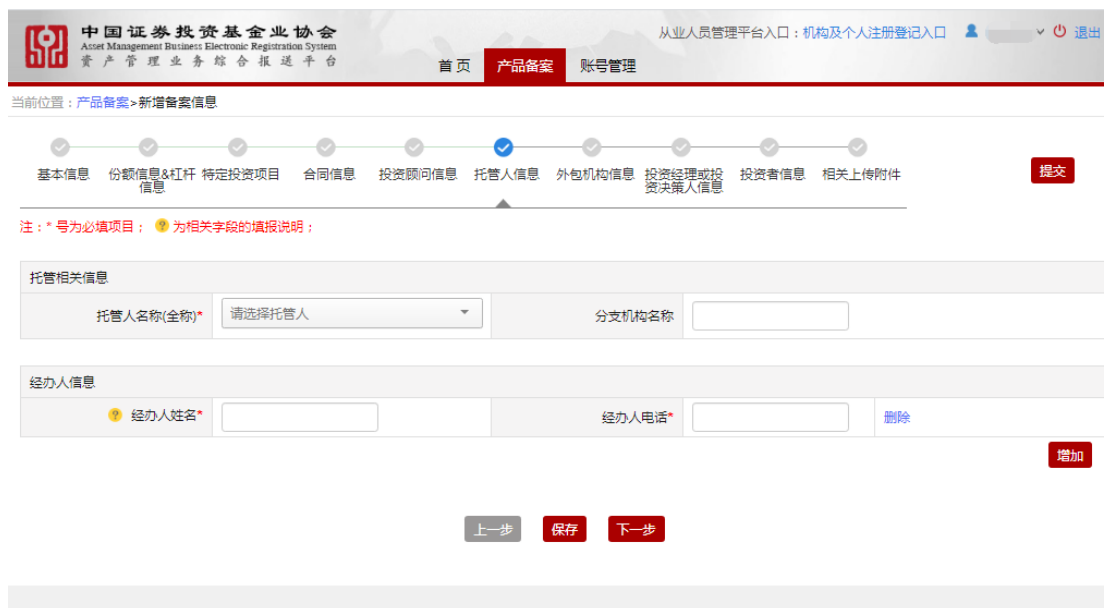 中国证券投资基金业协会
Asset Management Business Electronic Registration System
资产管理业务综合报送平台
从业人员管理平台入口：机构及个人注册登记入口 退出
首页 产品备案 账号管理
当前位置：产品备案>新增备案信息
基本信息 份额信息&杠杆信息 特定投资项目 合同信息 投资顾问信息 托管人信息 外包机构信息 投资经理或投资决策人信息 投资者信息 相关上传附件
提交
注：* 号为必填项目； ? 为相关字段的填报说明；
托管相关信息
托管人名称(全称)* 请选择托管人 分支机构名称
经办人信息
? 经办人姓名* 经办人电话* 删除
增加
上一步 保存 下一步